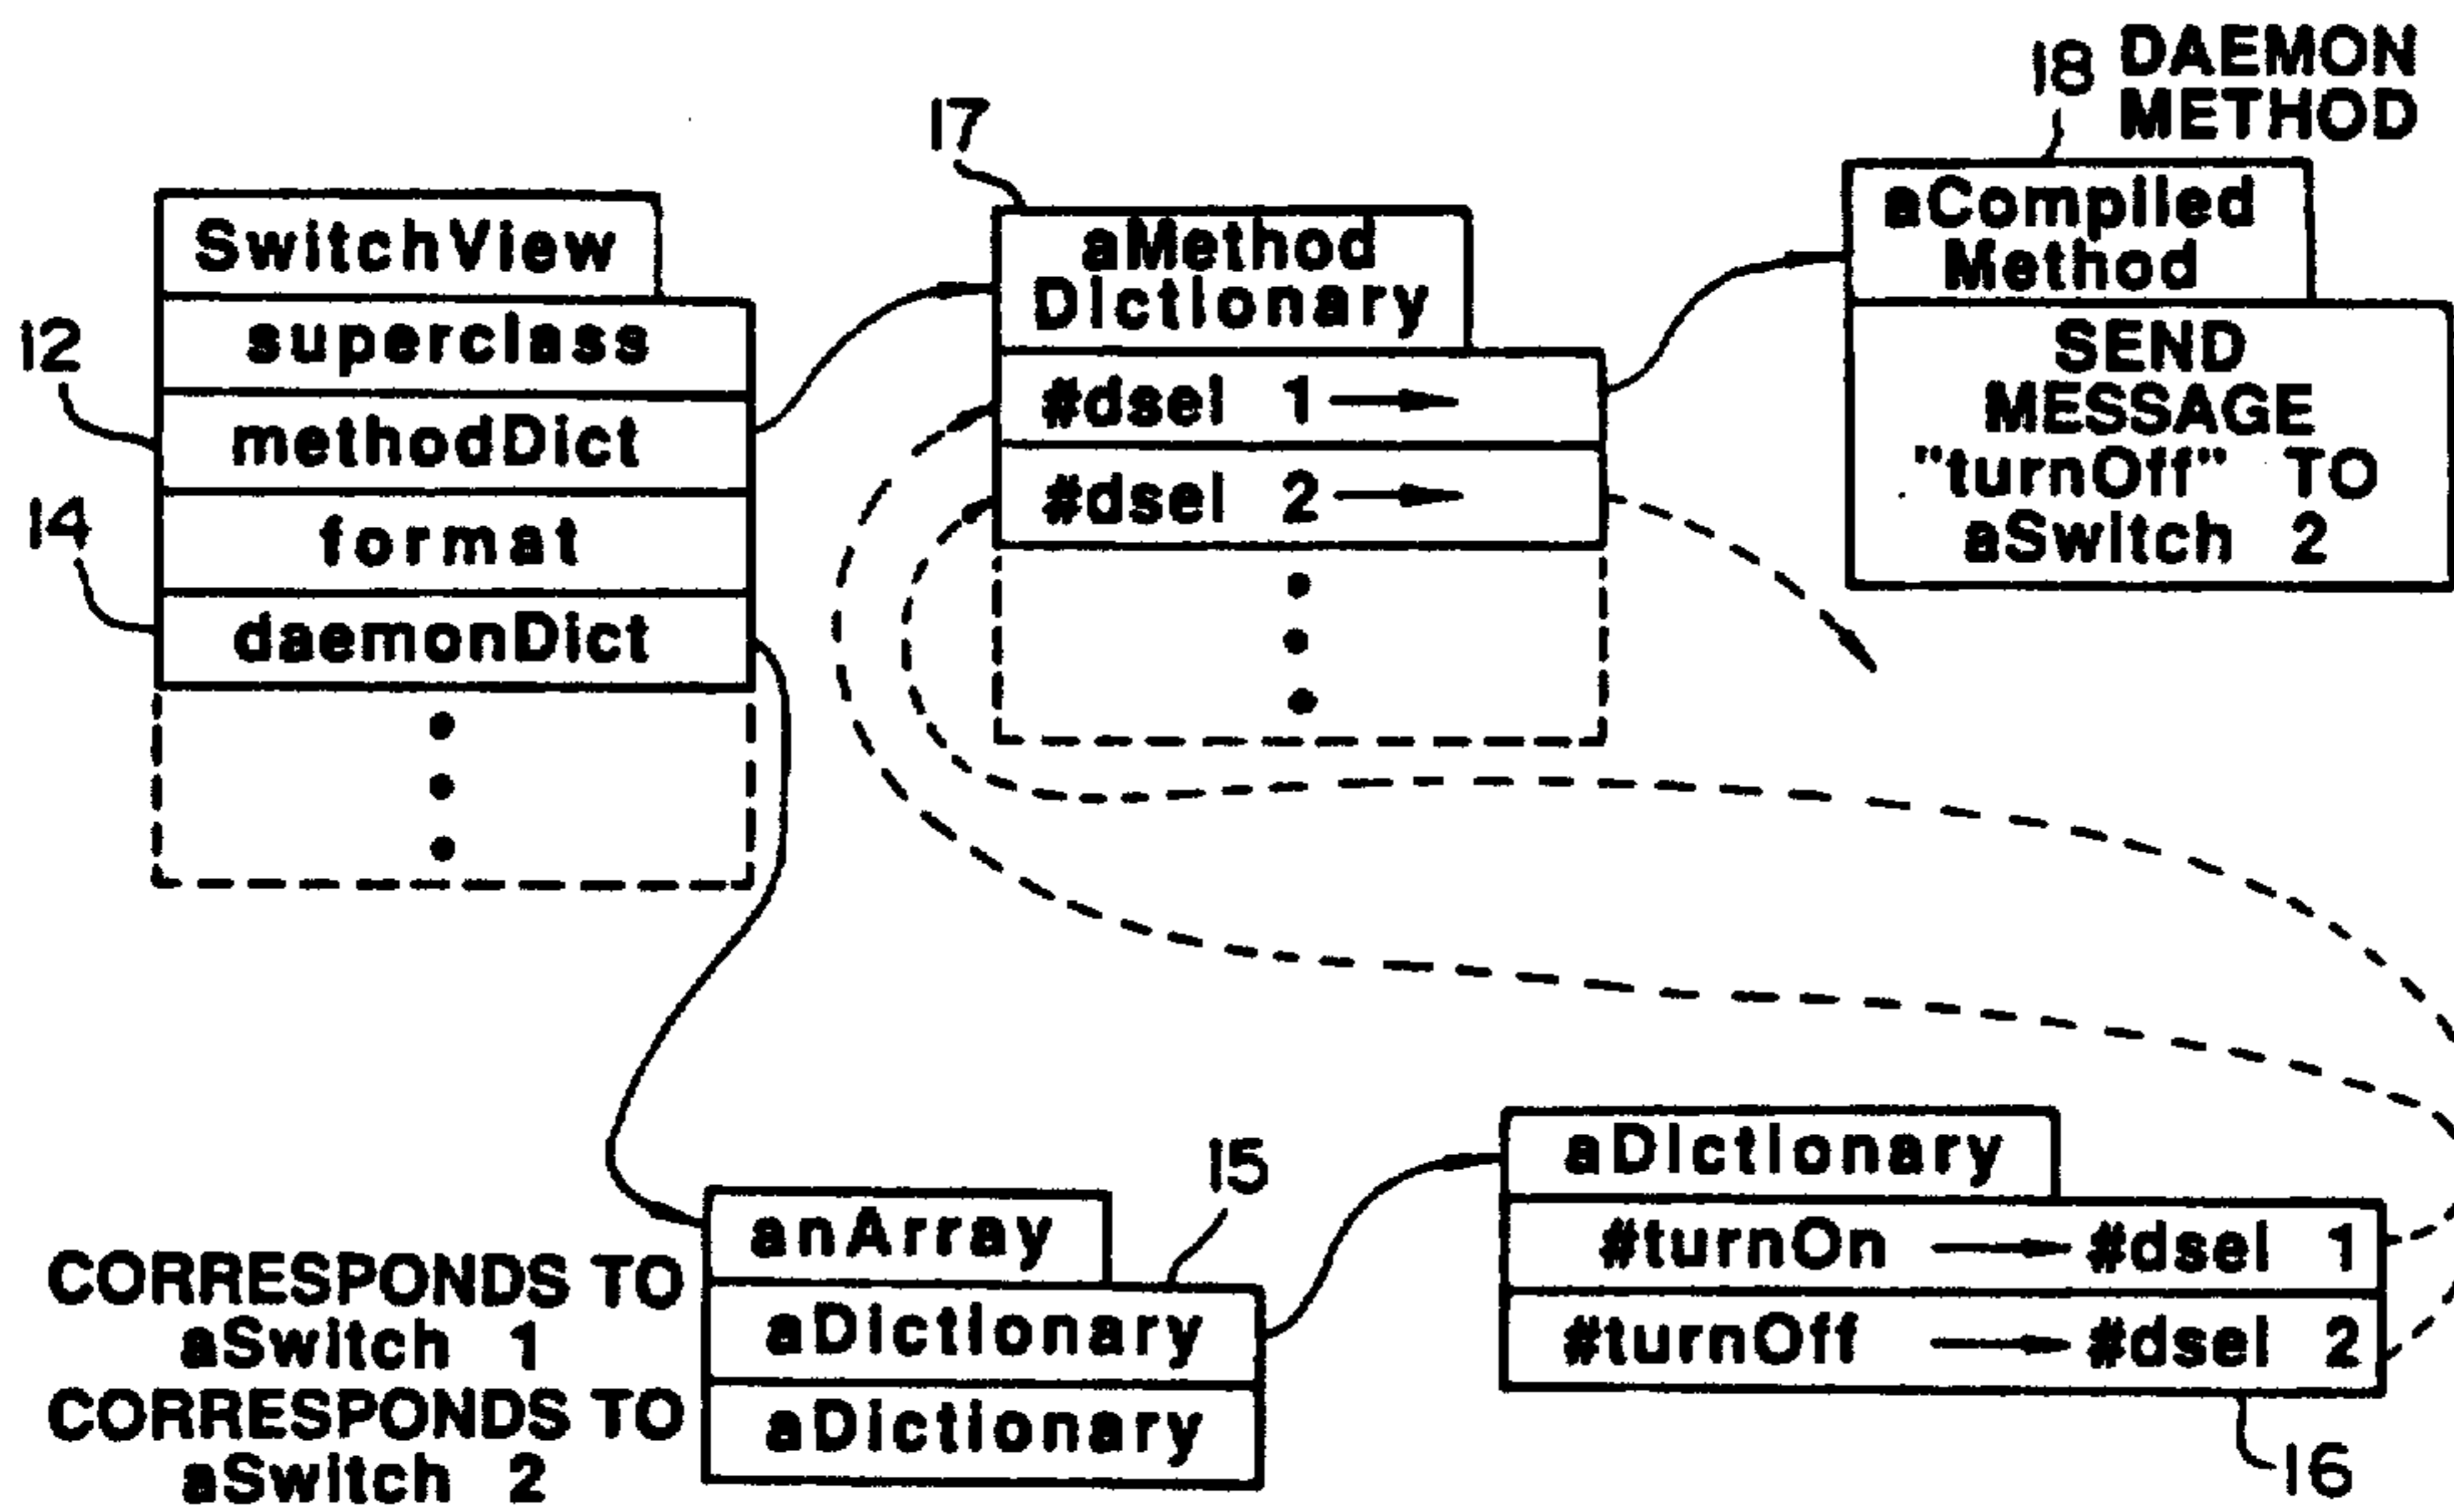 18 DAEMON
METHOD
17
SwitchView
superclass
12
methodDict
14
format
daemonDict
aMethod
Dictionary
#dsel 1
#dsel 2
aCompiled
Method
SEND
MESSAGE
"turnOff" TO
aSwitch 2
15
anArray
aDictionary
aDictionary
CORRESPONDS TO
aSwitch 1
CORRESPONDS TO
aSwitch 2
aDictionary
#turnOn #dsel 1
#turnOff #dsel 2
16